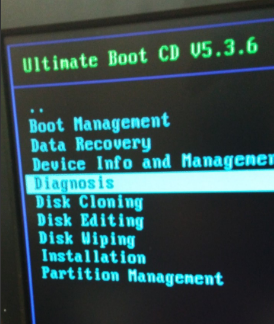 Ultimate Boot CD V5.3.6
..
Boot Management
Data Recovery
Device Info and Managemen
Diagnosis
Disk Cloning
Disk Editing
Disk Wiping
Installation
Partition Management